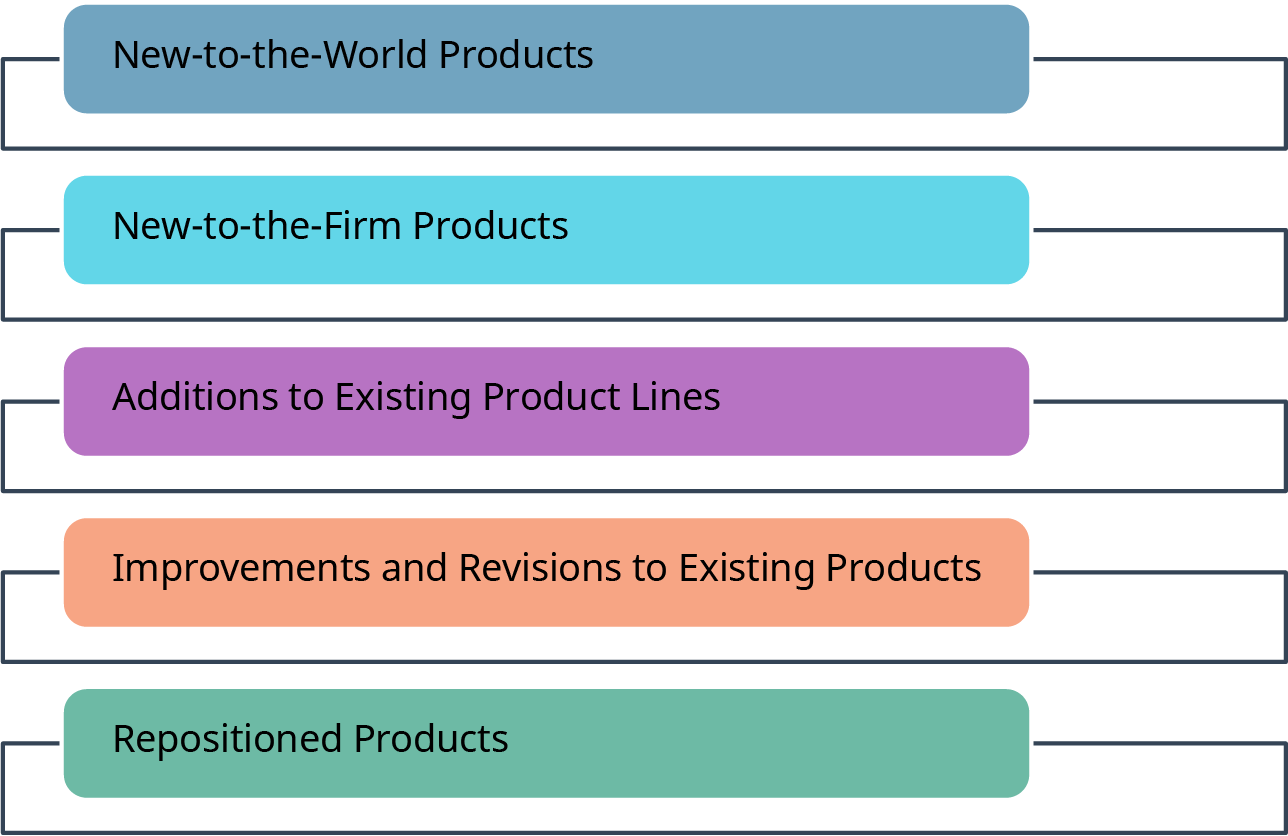 New-to-the-World Products
New-to-the-Firm Products
Additions to Existing Product Lines
Improvements and Revisions to Existing Products
Repositioned Products